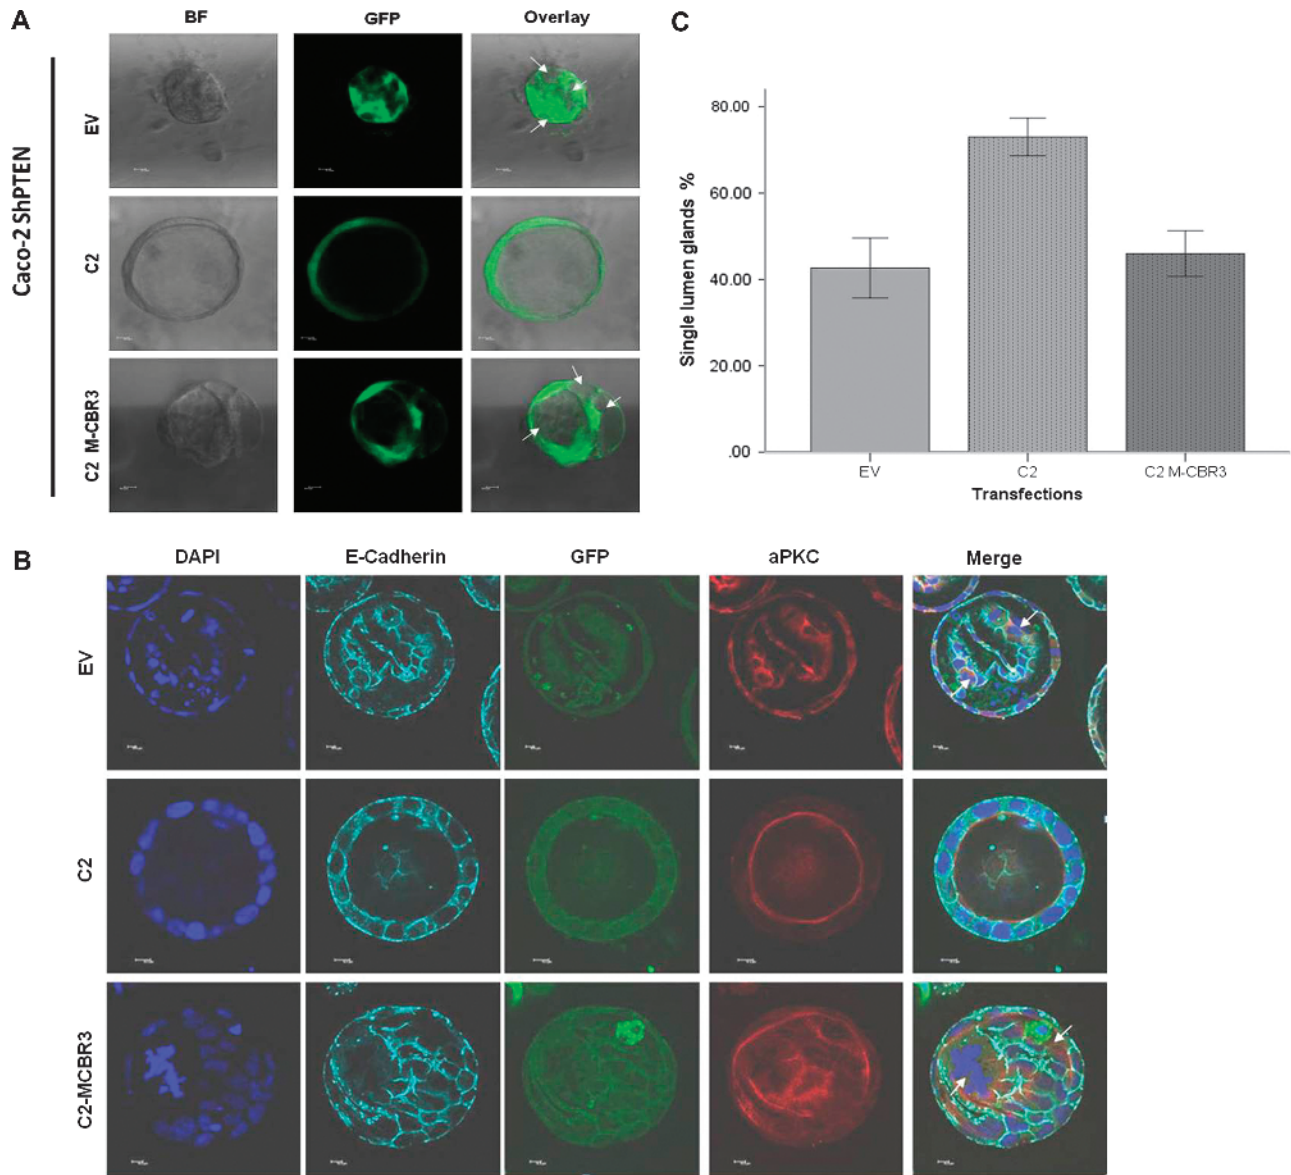 A
BF
GFP
Overlay
Caco-2 ShPTEN
EV
C2
C2 M-CBR3
C
Single lumen glands %
80.00
60.00
40.00
20.00
.00
EV
C2
C2 M-CBR3
Transfections
B
DAPI
E-Cadherin
GFP
aPKC
Merge
EV
C2
C2-MCBR3